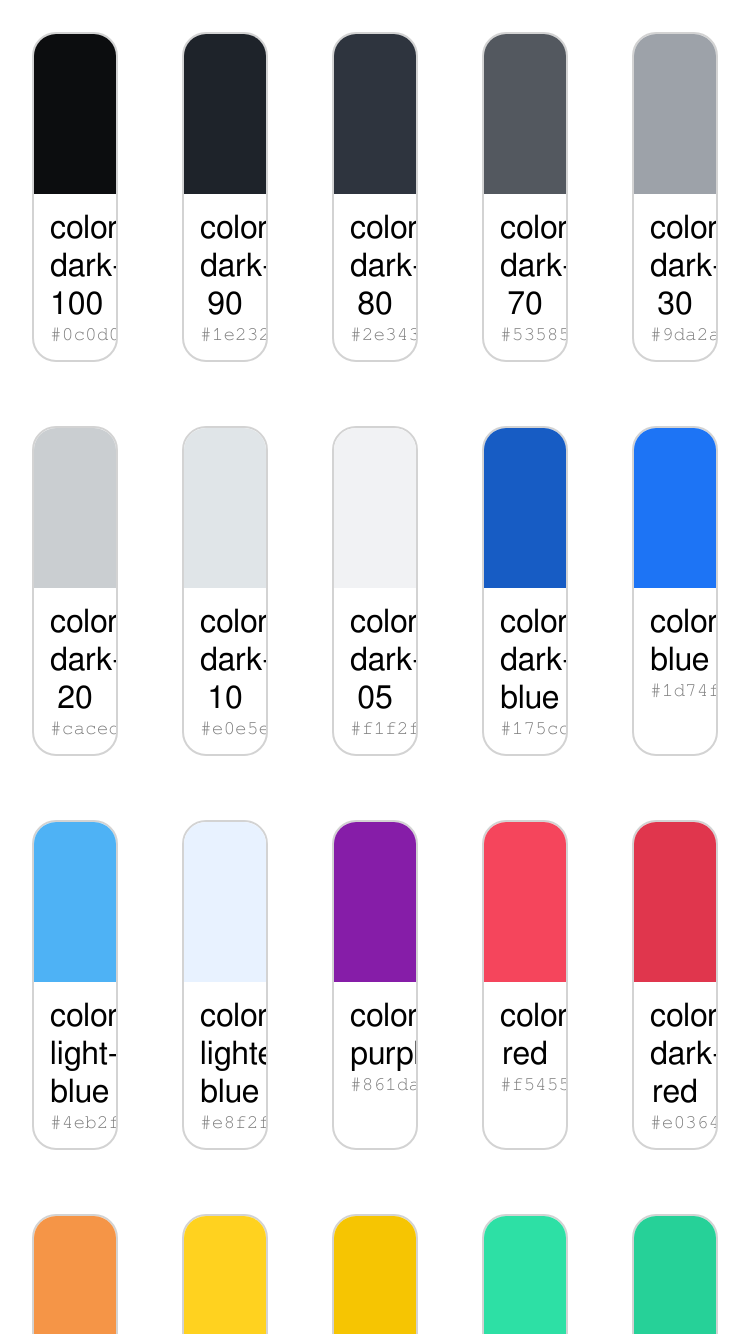 color dark- 100 #0c0d0
color dark- 90 #1e232
color dark- 80 #2e343
color dark- 70 #53585
color dark- 30 #9da2a
color dark- 20 #caced
color dark- 10 #e0e5e
color dark- 05 #f1f2f
color dark- blue #175cc
color blue #1d74f
color light- blue #4eb2f
color lighte blue #e8f2f
color purpl #861da
color red #f5455
color dark- red #e0364